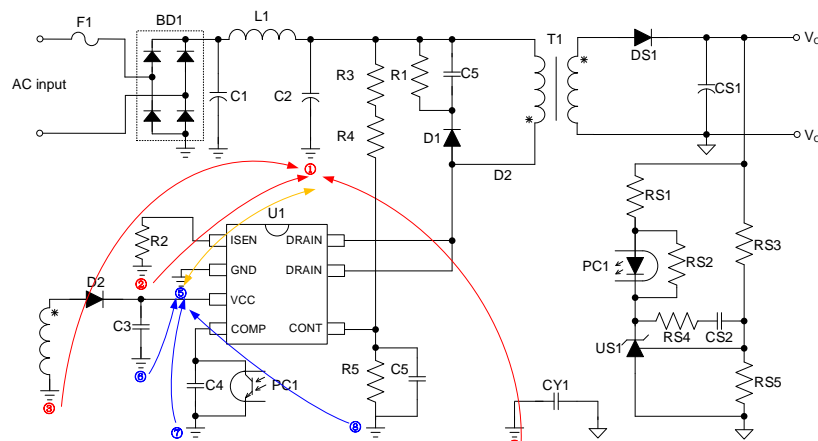 F1
BD1
L1
T1
DS1
V
AC input
C1
C2
R3
R1
C5
CS1
R4
D1
D2
V
①
U1
RS1
R2
ISEN
DRAIN
RS3
GND
DRAIN
PC1
RS2
②
D2
⑤
VCC
C3
COMP
CONT
RS4
CS2
US1
⑥
C4
PC1
R5
C5
CY1
RS5
③
⑦
⑧